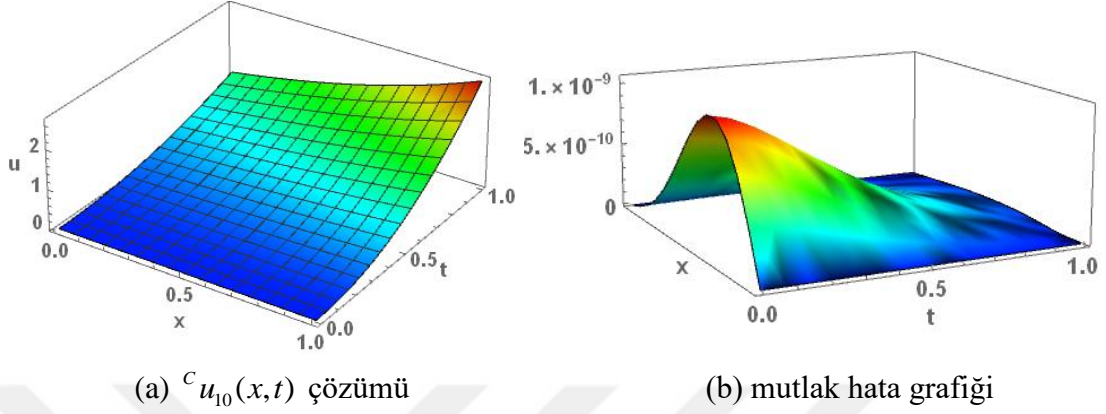 2
u
1
0
0.0
0.5
x
1.0
0.0
0.5
t
1.0
1. × 10⁻⁹
5. × 10⁻¹⁰
0
x
0.0
0.5
t
1.0
(a) ᶜu₁₀(x,t) çözümü
(b) mutlak hata grafiği